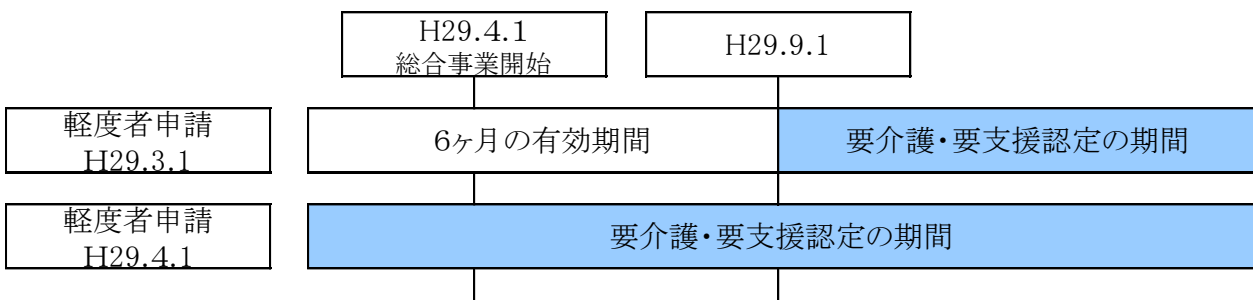 H29.4.1
総合事業開始
H29.9.1
軽度者申請
H29.3.1
6ヶ月の有効期間
要介護・要支援認定の期間
軽度者申請
H29.4.1
要介護・要支援認定の期間